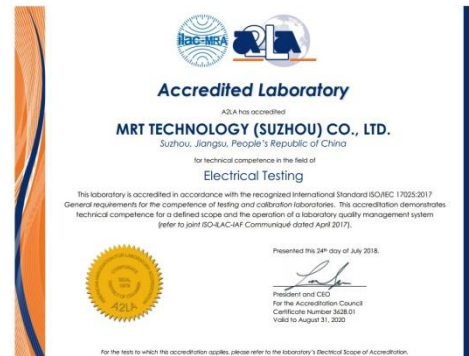 ilac-MRA
A2LA
Accredited Laboratory
A2LA has accredited
MRT TECHNOLOGY (SUZHOU) CO., LTD.
Suzhou, Jiangsu, People's Republic of China
for technical competence in the field of
Electrical Testing
This laboratory is accredited in accordance with the recognized International Standard ISO/IEC 17025:2017
General requirements for the competence of testing and calibration laboratories. This accreditation demonstrates
technical competence for a defined scope and the operation of a laboratory quality management system
(refer to joint ISO-ILAC-IAF Communiqué dated April 2017).
Presented this 24th day of July 2018.
President and CEO
For the Accreditation Council
Certificate Number 3628.01
Valid to August 31, 2020
CORPORATE
SEAL
1978
A2LA
For the tests to which this accreditation applies, please refer to the laboratory's Electrical Scope of Accreditation.